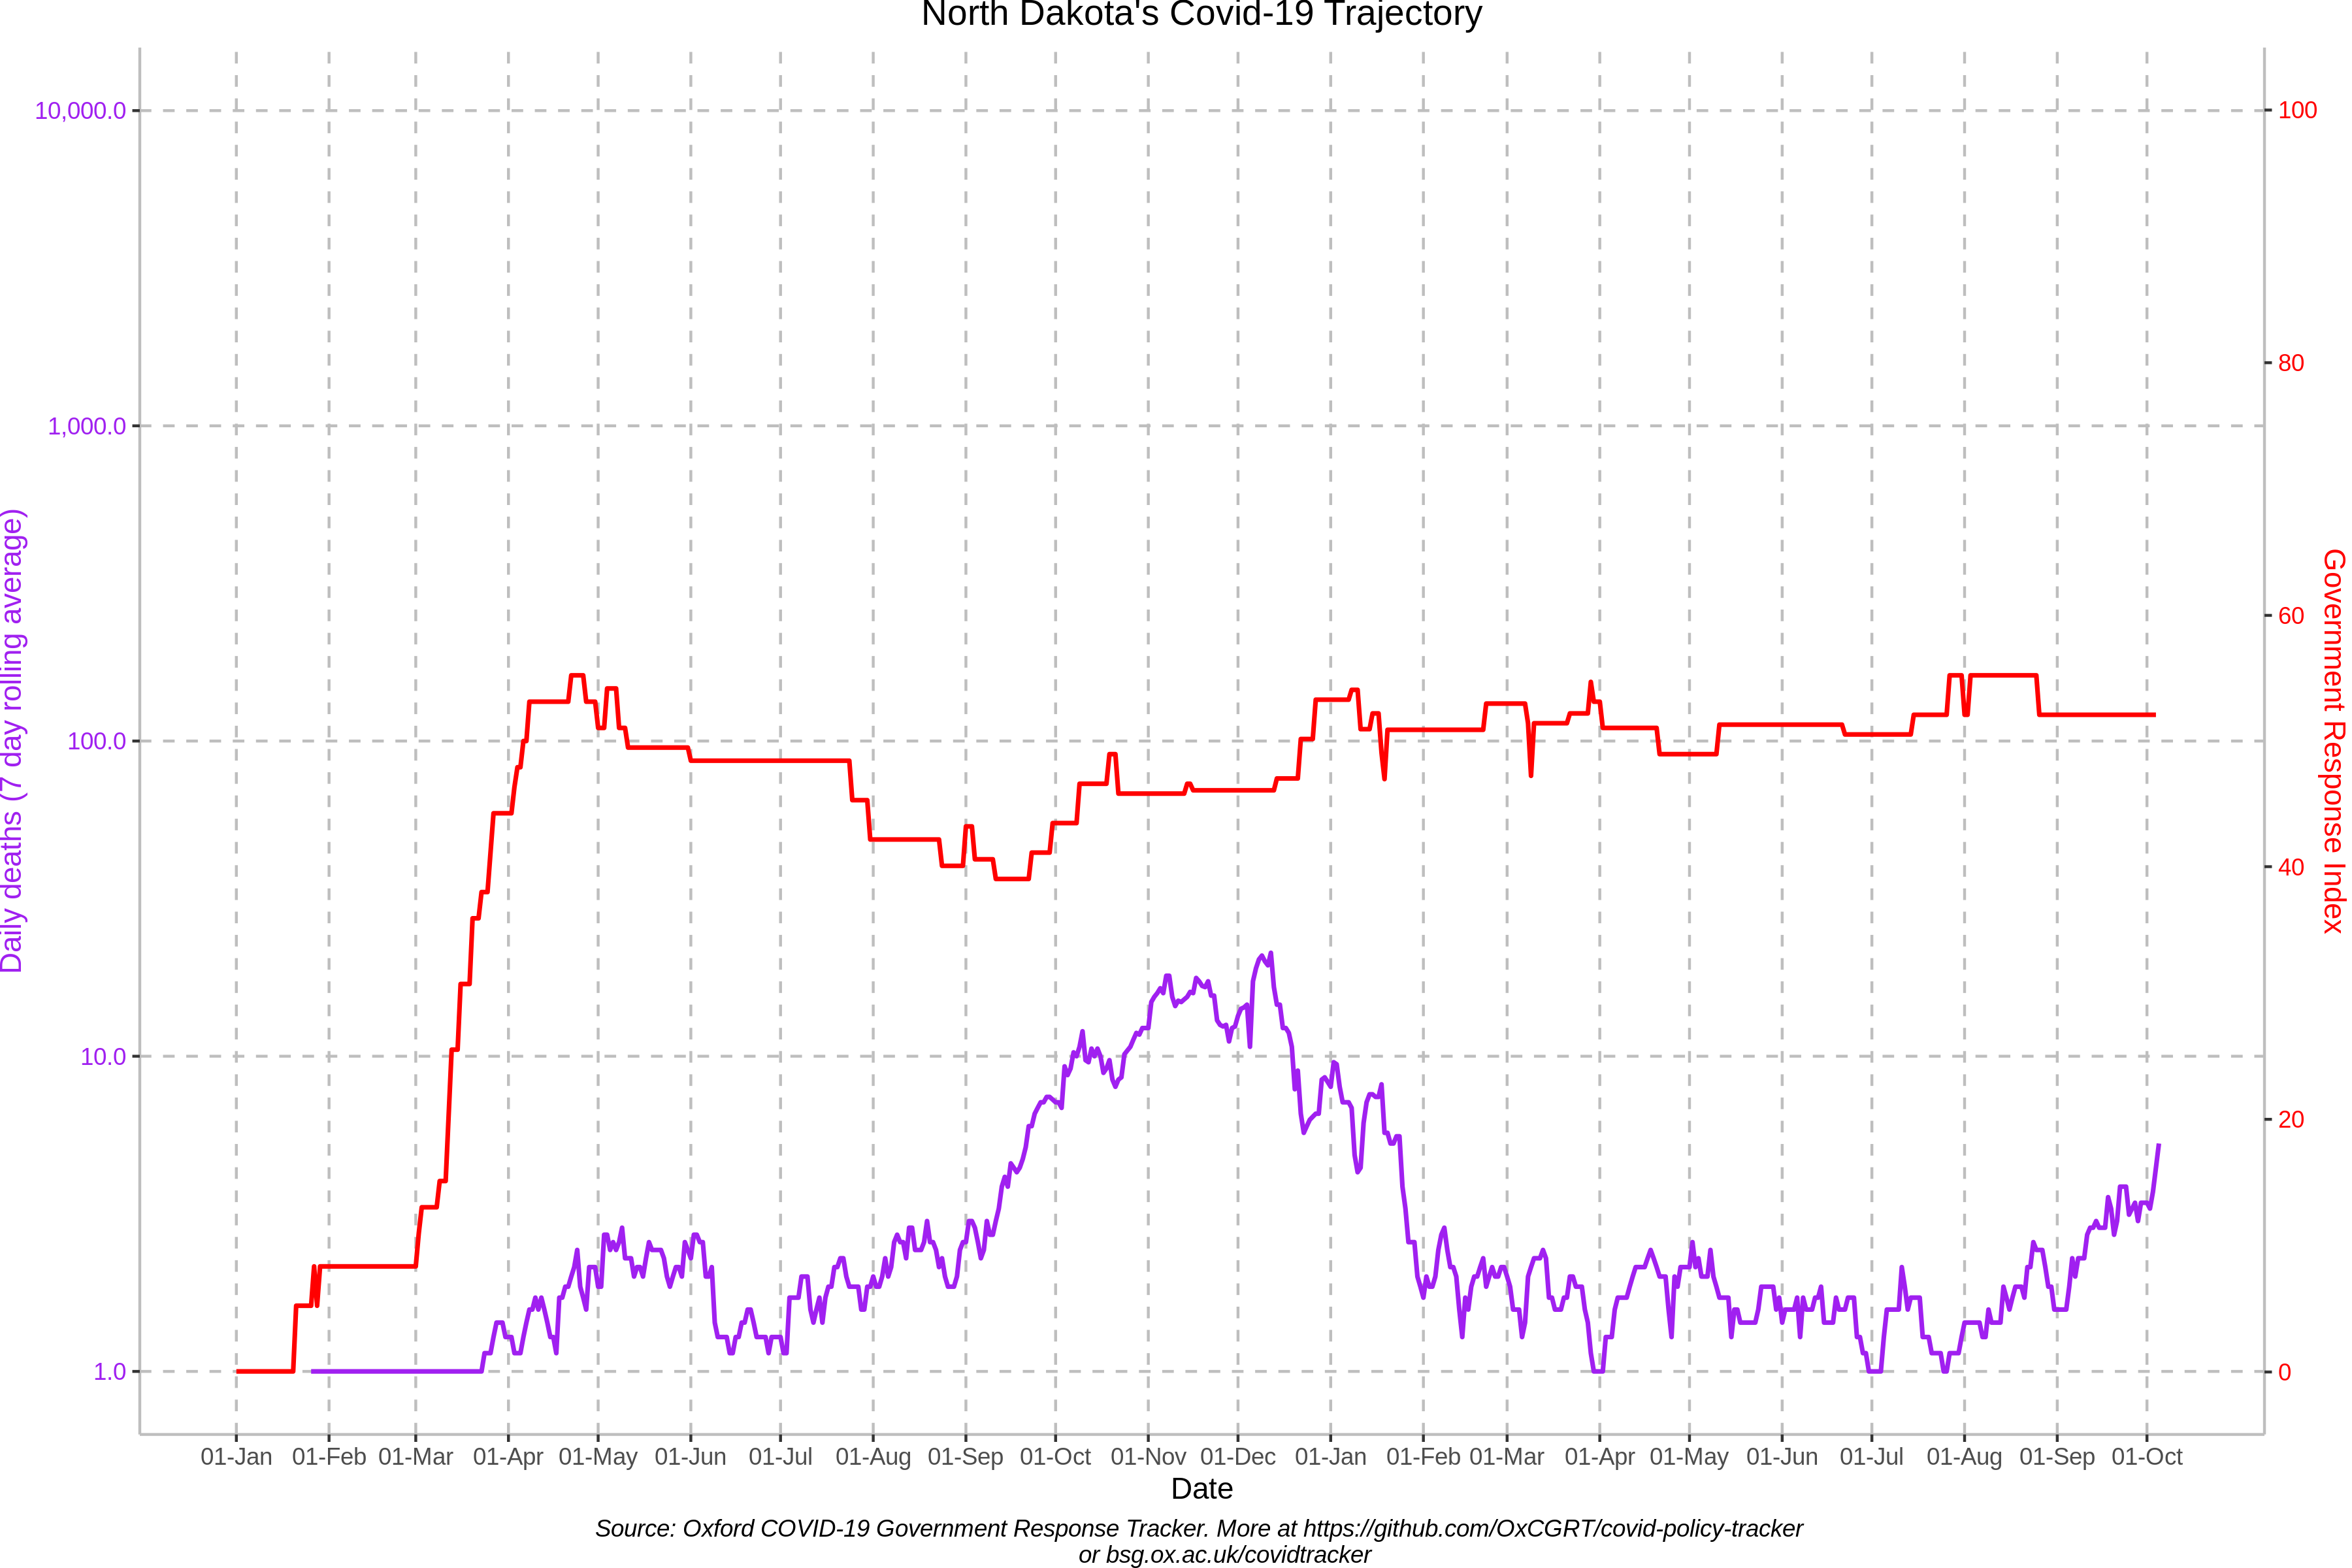 North Dakota's Covid-19 Trajectory
10,000.0
1,000.0
100.0
10.0
1.0
Daily deaths (7 day rolling average)
100
80
60
40
20
0
Government Response Index
01-Jan 01-Feb 01-Mar 01-Apr 01-May 01-Jun 01-Jul 01-Aug 01-Sep 01-Oct 01-Nov 01-Dec 01-Jan 01-Feb 01-Mar 01-Apr 01-May 01-Jun 01-Jul 01-Aug 01-Sep 01-Oct
Date
Source: Oxford COVID-19 Government Response Tracker. More at https://github.com/OxCGRT/covid-policy-tracker
or bsg.ox.ac.uk/covidtracker